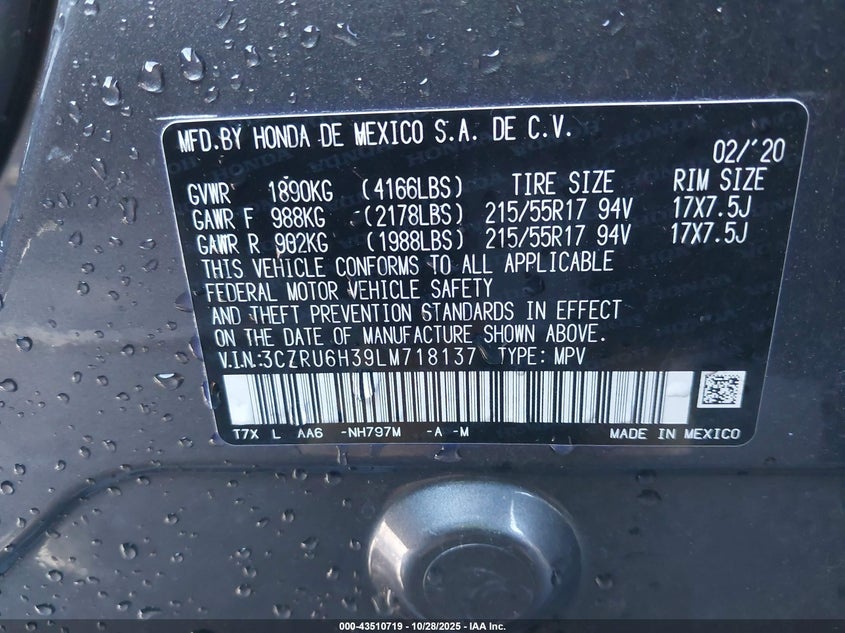 MFD.BY HONDA DE MEXICO S.A. DE C.V.
02/'20
GVWR 1890KG (4166LBS) TIRE SIZE RIM SIZE
GAWR F 988KG (2178LBS) 215/55R17 94V 17X7.5J
GAWR R 902KG (1988LBS) 215/55R17 94V 17X7.5J
THIS VEHICLE CONFORMS TO ALL APPLICABLE
FEDERAL MOTOR VEHICLE SAFETY
AND THEFT PREVENTION STANDARDS IN EFFECT
ON THE DATE OF MANUFACTURE SHOWN ABOVE.
V.I.N:3CZRU6H39LM718137 TYPE: MPV
T7X L AA6 -NH797M -A -M MADE IN MEXICO
000-43510719 - 10/28/2025 - IAA Inc.